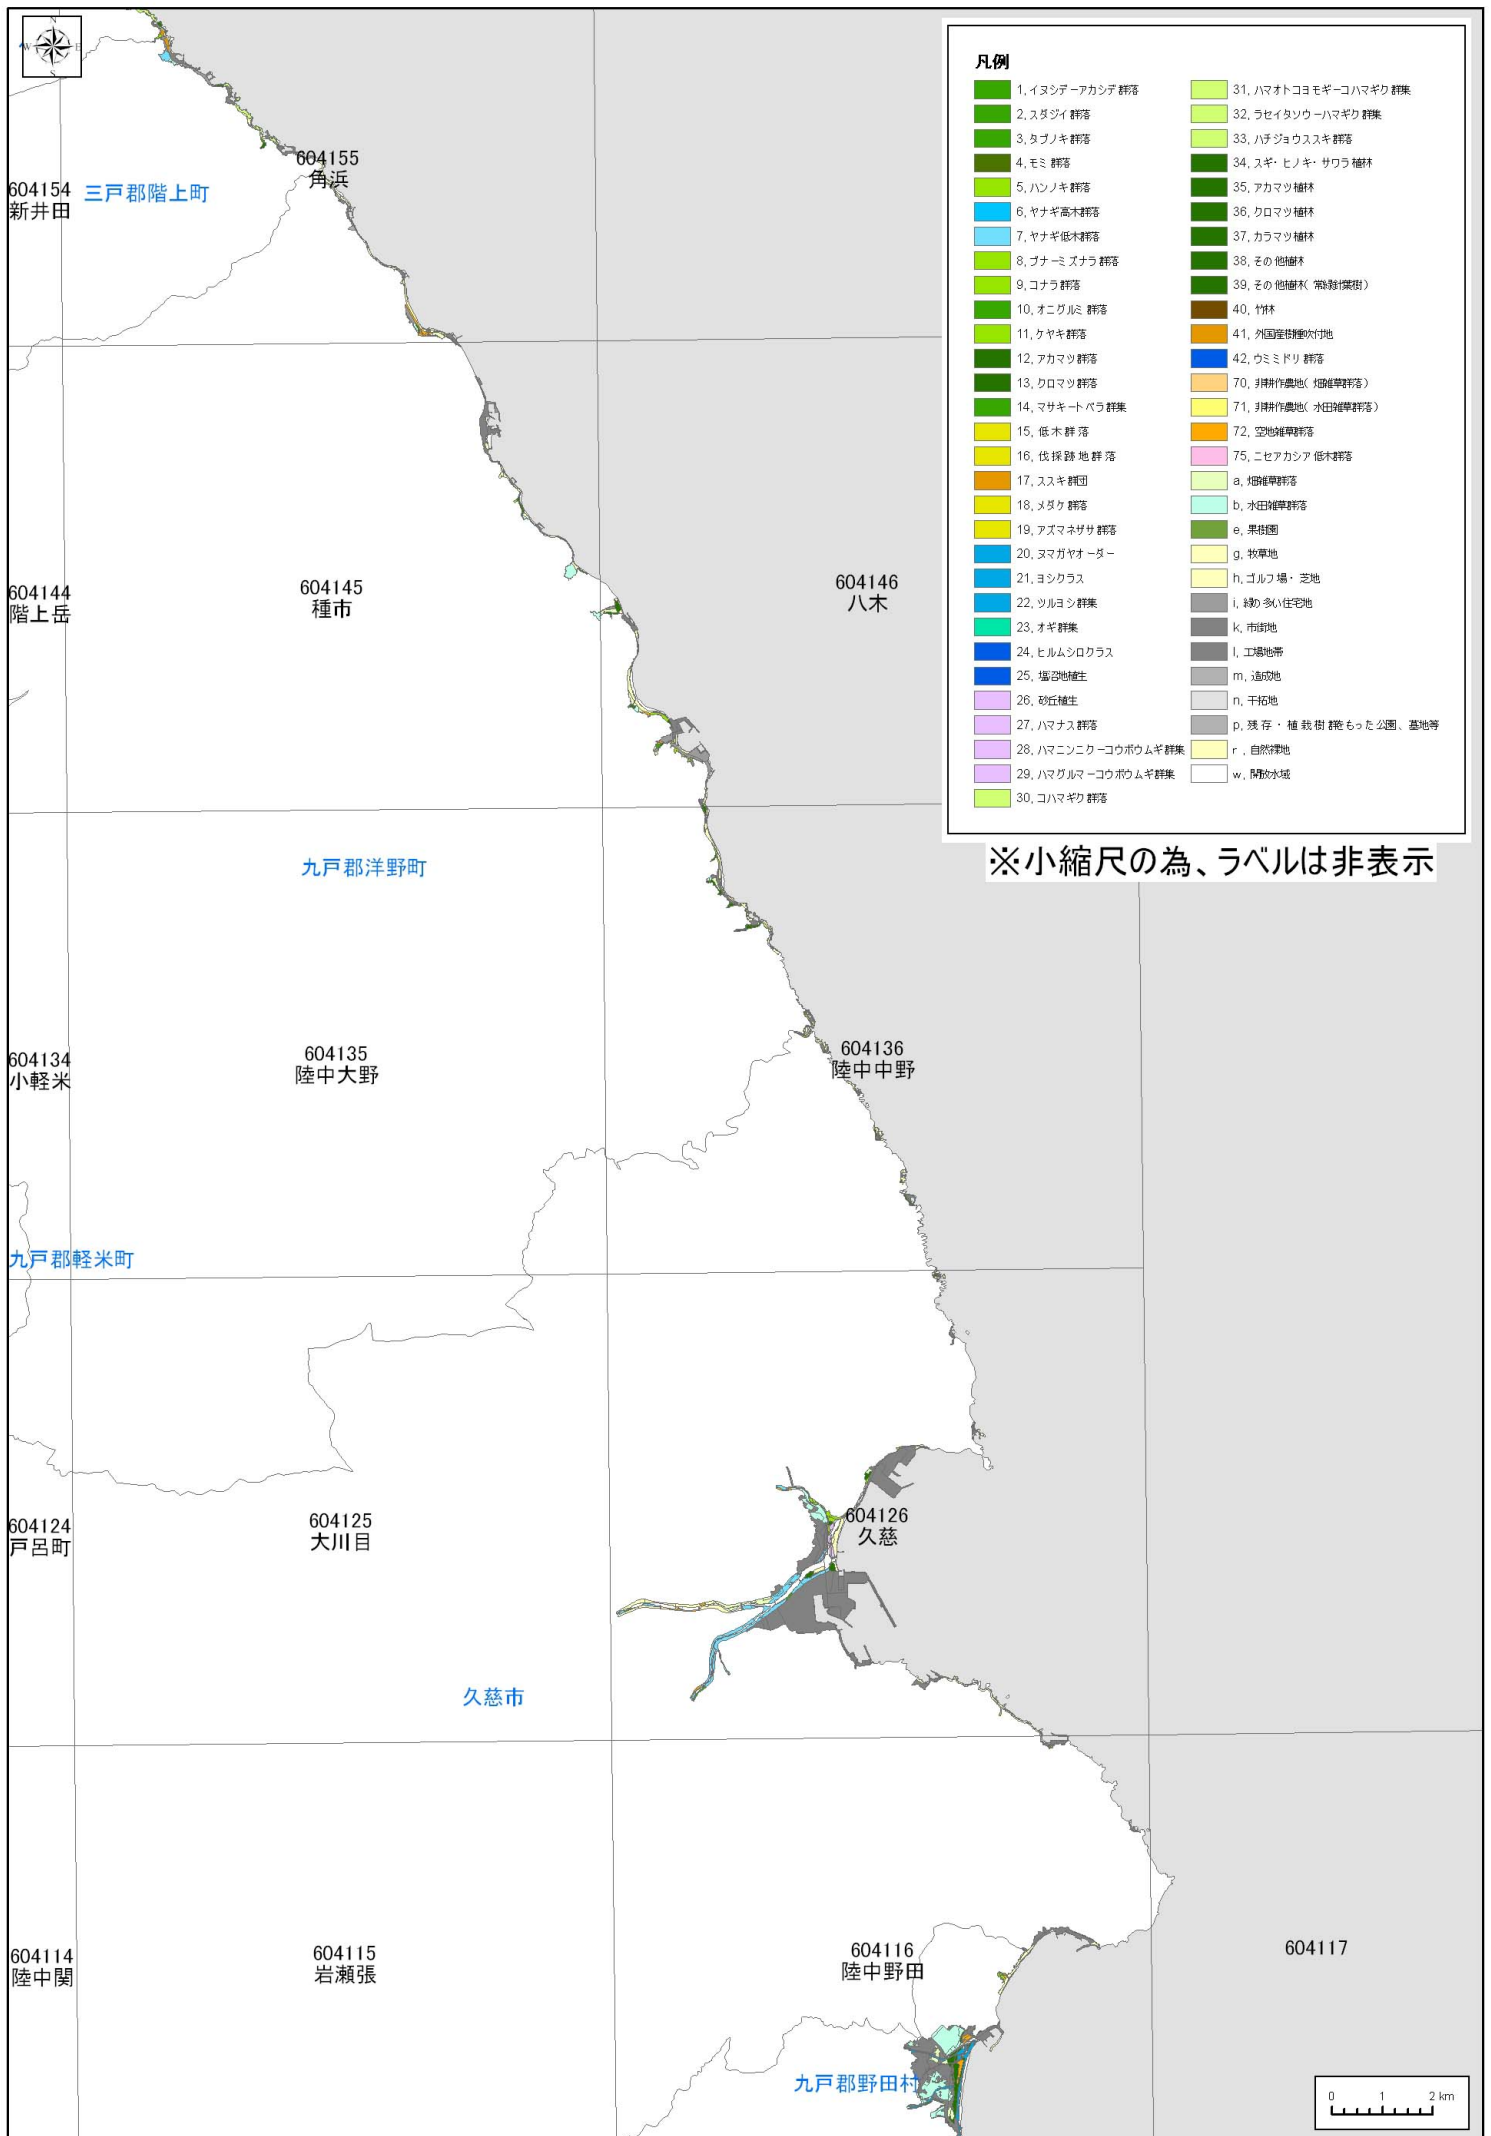 N
W E
S
凡例
1, イヌシデーアカシデ群落
2, スダジイ群落
3, タブノキ群落
4, モミ群落
5, ハンノキ群落
6, ヤナギ高木群落
7, ヤナギ低木群落
8, ブナーミズナラ群落
9, コナラ群落
10, オニグルミ群落
11, ケヤキ群落
12, アカマツ群落
13, クロマツ群落
14, マサキートベラ群集
15, 低木群落
16, 伐採跡地群落
17, ススキ群団
18, メダケ群落
19, アズマネザサ群落
20, ヌマガヤオーダー
21, ヨシクラス
22, ツルヨシ群集
23, オギ群集
24, ヒルムシロクラス
25, 塩沼地植生
26, 砂丘植生
27, ハマナス群落
28, ハマニンニクーコウボウムギ群集
29, ハマグルマーコウボウムギ群集
30, コハマギク群落
31, ハマオトコヨモギーコハマギク群集
32, ラセイタソウーハマギク群集
33, ハチジョウススキ群落
34, スギ・ヒノキ・サワラ植林
35, アカマツ植林
36, クロマツ植林
37, カラマツ植林
38, その他植林
39, その他植林(常緑針葉樹)
40, 竹林
41, 外国産樹種吹付地
42, ウミミドリ群落
70, 非耕作農地(畑雑草群落)
71, 非耕作農地(水田雑草群落)
72, 空地雑草群落
75, ニセアカシア低木群落
a, 畑雑草群落
b, 水田雑草群落
e, 果樹園
g, 牧草地
h, ゴルフ場・芝地
i, 緑の多い住宅地
k, 市街地
l, 工場地帯
m, 造成地
n, 干拓地
p, 残存・植栽樹群をもった公園、墓地等
r, 自然裸地
w, 開放水域
※小縮尺の為、ラベルは非表示
604155
角浜
604154
新井田
三戸郡階上町
604144
階上岳
604145
種市
604146
八木
九戸郡洋野町
604134
小軽米
604135
陸中大野
604136
陸中中野
九戸郡軽米町
604124
戸呂町
604125
大川目
604126
久慈
久慈市
604114
陸中関
604115
岩瀬張
604116
陸中野田
604117
九戸郡野田村
0 1 2 km